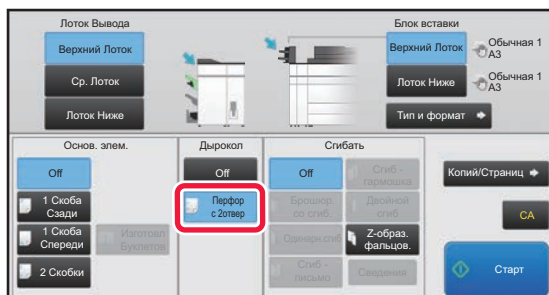 Лоток Вывода
Верхний Лоток
Ср. Лоток
Лоток Ниже
Блок вставки
Верхний Лоток
Обычная 1
A3
Лоток Ниже
Обычная 1
A3
Тип и формат
Основ. элем.
Off
1 Скоба
Сзади
1 Скоба
Спереди
2 Скобки
Изготовл
Буклетов
Дырокол
Off
Перфор
с 2отвер
Сгибать
Off
Сгиб -
гармошка
Брошюр.
со сгиб.
Двойной
сгиб
Одинарн.сгиб
Z-образ.
фальцов.
Сгиб -
письмо
Сведения
Копий/Страниц
CA
Старт